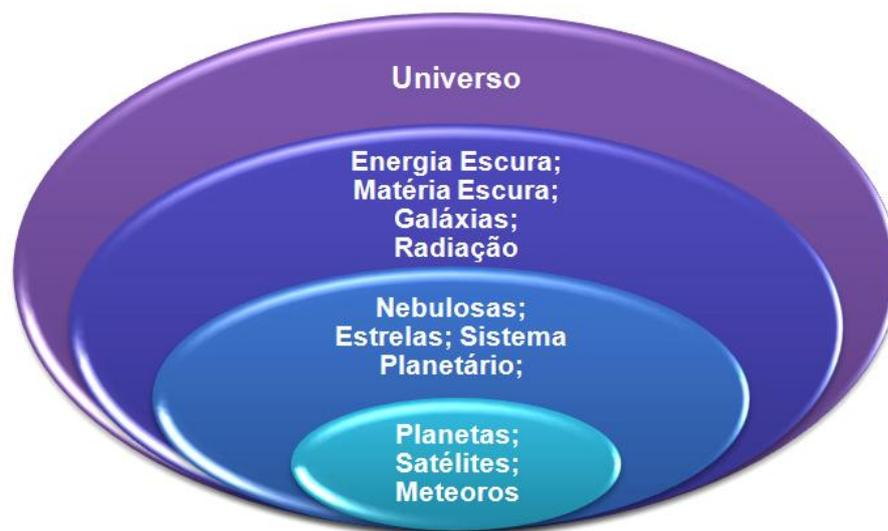 Universo
Energia Escura;
Matéria Escura;
Galáxias;
Radiação
Nebulosas;
Estrelas; Sistema
Planetário;
Planetas;
Satélites;
Meteoros